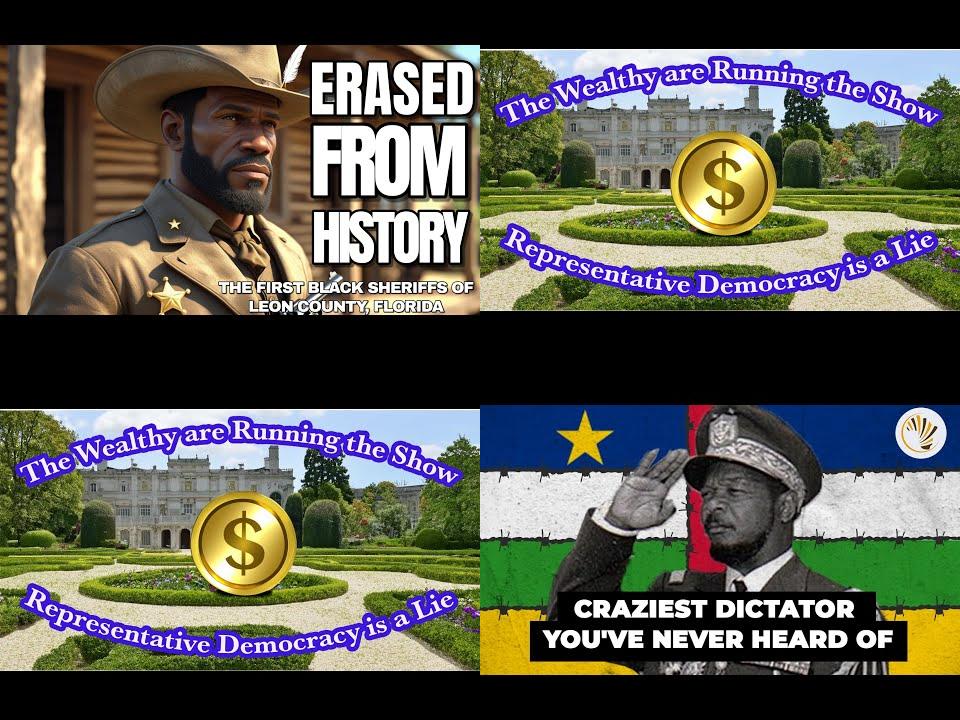 ERASED
FROM
HISTORY
THE FIRST BLACK SHERIFFS OF
LEON COUNTY, FLORIDA
The Wealthy are Running the Show
$
Representative Democracy is a Lie
The Wealthy are Running the Show
$
Representative Democracy is a Lie
CRAZIEST DICTATOR
YOU'VE NEVER HEARD OF